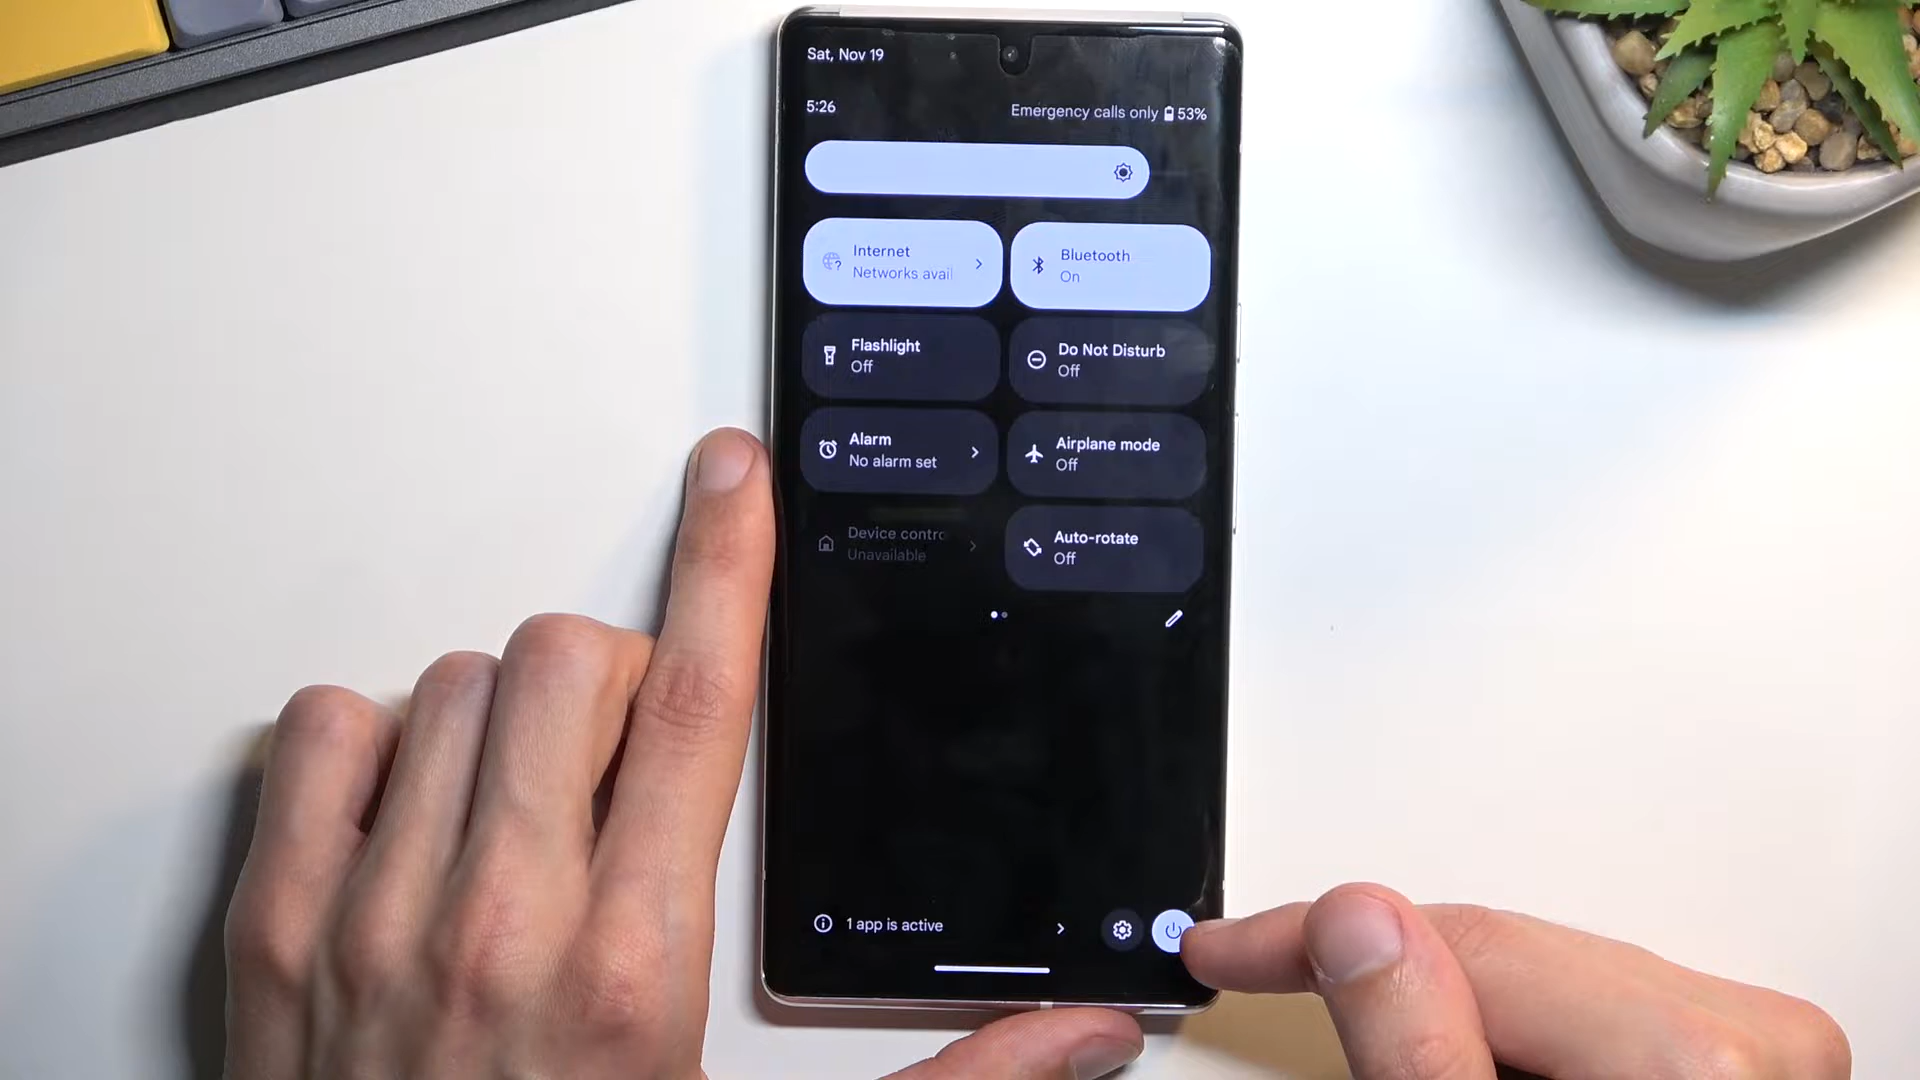 Sat, Nov 19
5:26
Emergency calls only 53%
Internet
Networks avail
Bluetooth
On
Flashlight
Off
Do Not Disturb
Off
Alarm
No alarm set
Airplane mode
Off
Device contro
Unavailable
Auto-rotate
Off
1 app is active